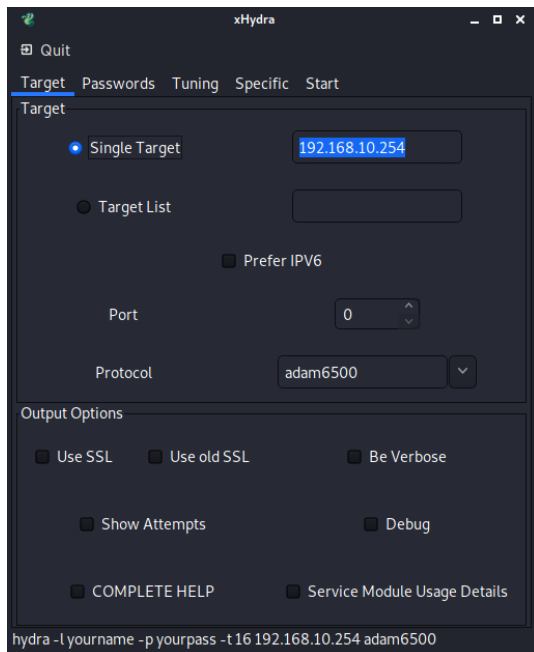 xHydra
Quit
Target Passwords Tuning Specific Start
Target
Single Target 192.168.10.254
Target List
Prefer IPV6
Port 0
Protocol adam6500
Output Options
Use SSL Use old SSL Be Verbose
Show Attempts Debug
COMPLETE HELP Service Module Usage Details
hydra -l yourname -p yourpass -t 16 192.168.10.254 adam6500